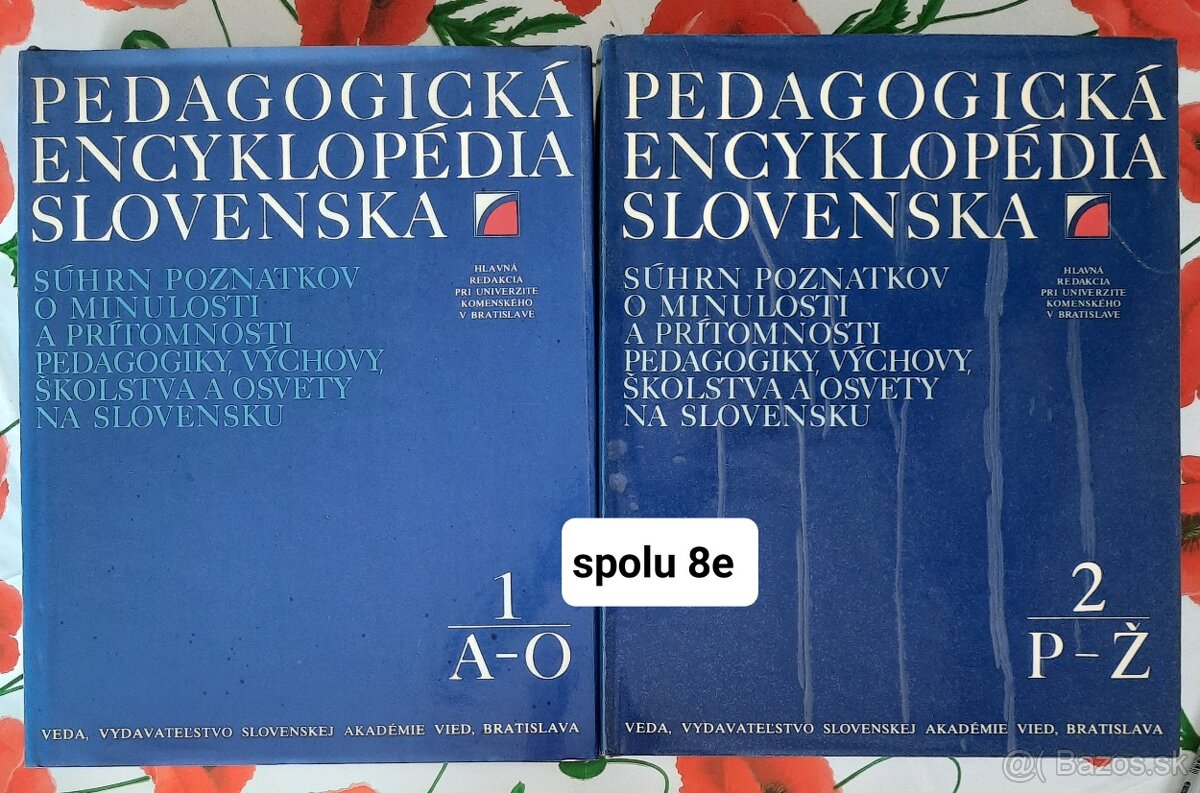 PEDAGOGICKÁ
ENCYKLOPÉDIA
SLOVENSKA
SÚHRN POZNATKOV
O MINULOSTI
A PRÍTOMNOSTI
PEDAGOGIKY, VÝCHOVY,
ŠKOLSTVA A OSVETY
NA SLOVENSKU
HLAVNÁ
REDAKCIA
PRI UNIVERZITE
KOMENSKÉHO
V BRATISLAVE
1
A-O
VEDA, VYDAVATEĽSTVO SLOVENSKEJ AKADÉMIE VIED, BRATISLAVA
PEDAGOGICKÁ
ENCYKLOPÉDIA
SLOVENSKA
SÚHRN POZNATKOV
O MINULOSTI
A PRÍTOMNOSTI
PEDAGOGIKY, VÝCHOVY,
ŠKOLSTVA A OSVETY
NA SLOVENSKU
HLAVNÁ
REDAKCIA
PRI UNIVERZITE
KOMENSKÉHO
V BRATISLAVE
2
P-Ž
VEDA, VYDAVATEĽSTVO SLOVENSKEJ AKADÉMIE VIED, BRATISLAVA
spolu 8e
@( Bazos.sk